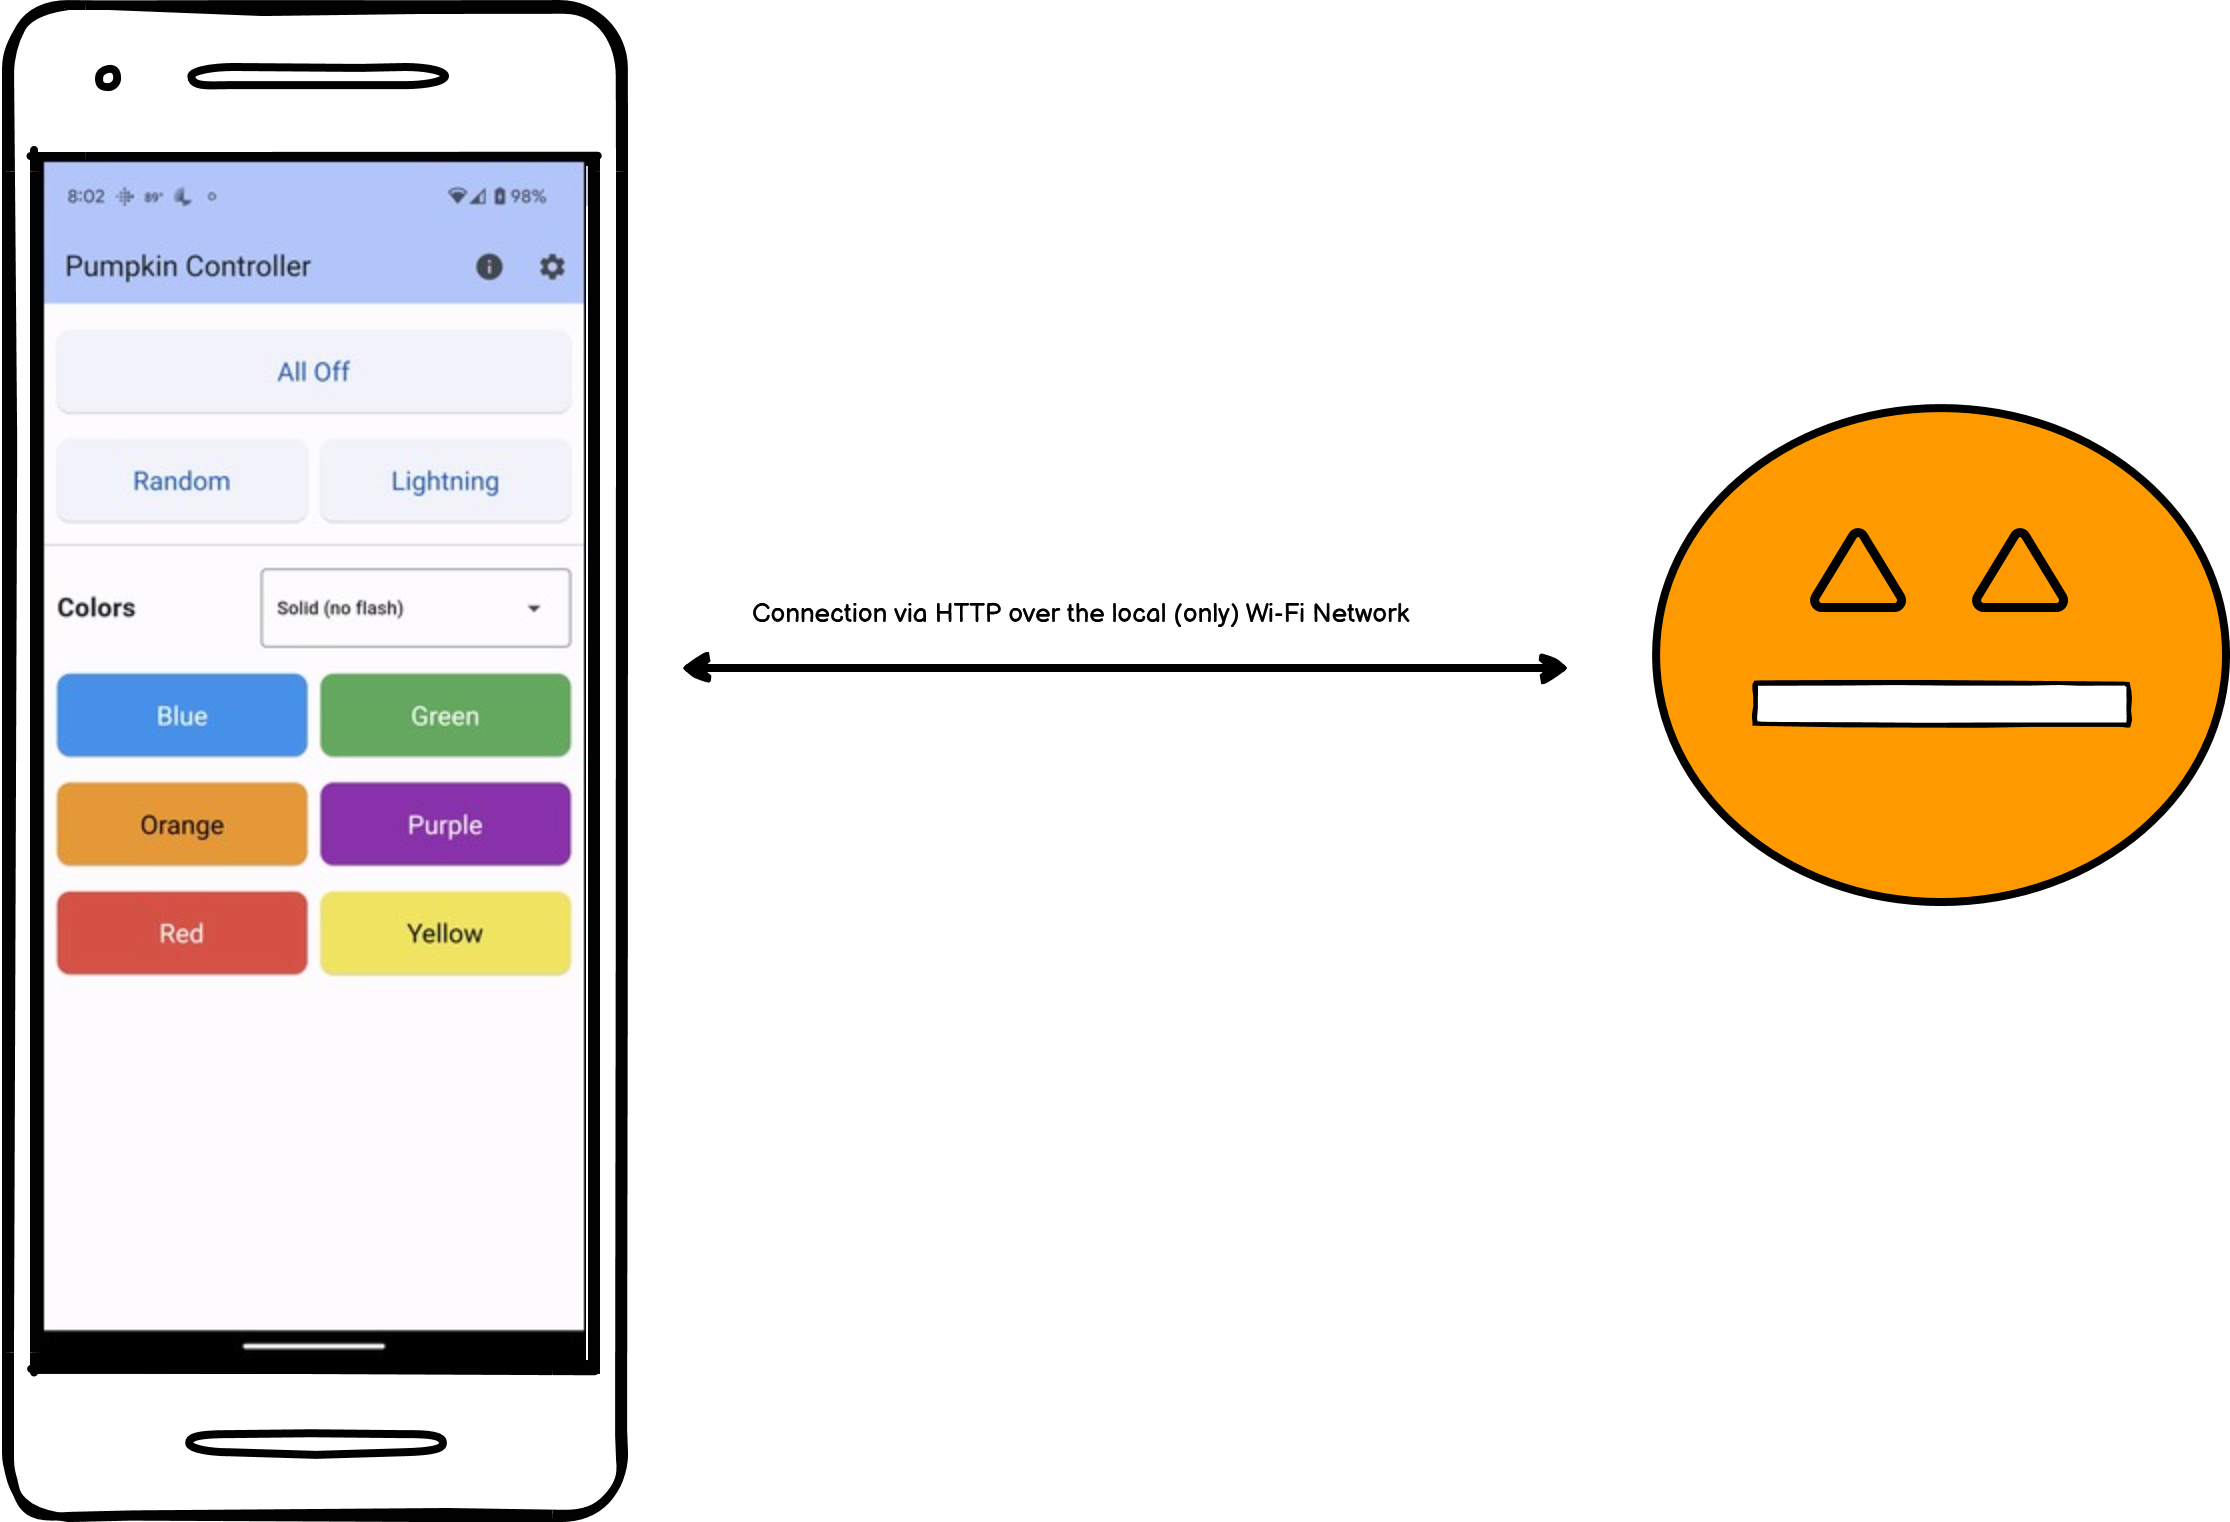 8:02 89° 98%
Pumpkin Controller
All Off
Random Lightning
Colors Solid (no flash)
Blue Green
Orange Purple
Red Yellow
Connection via HTTP over the local (only) Wi-Fi Network